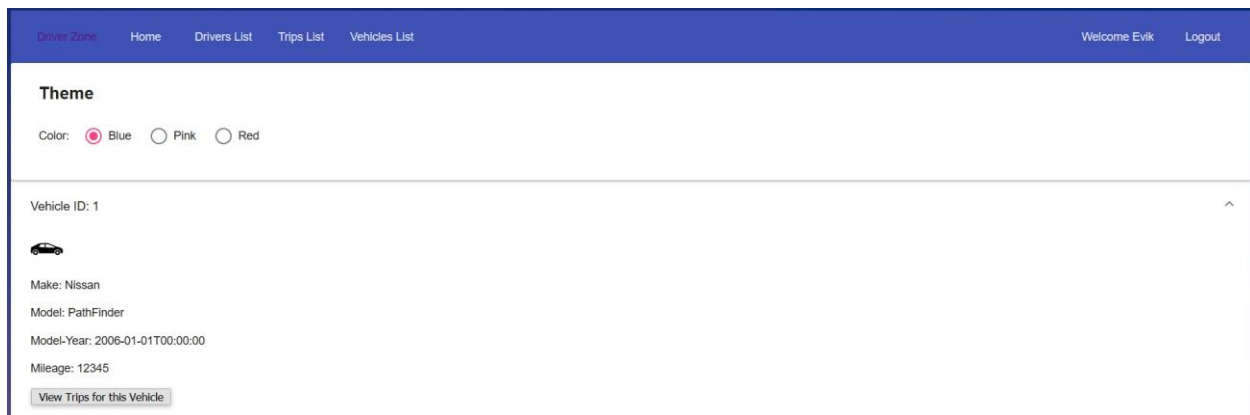 Driver Zone Home Drivers List Trips List Vehicles List Welcome Evik Logout
Theme
Color: Blue Pink Red
Vehicle ID: 1
Make: Nissan
Model: PathFinder
Model-Year: 2006-01-01T00:00:00
Mileage: 12345
View Trips for this Vehicle